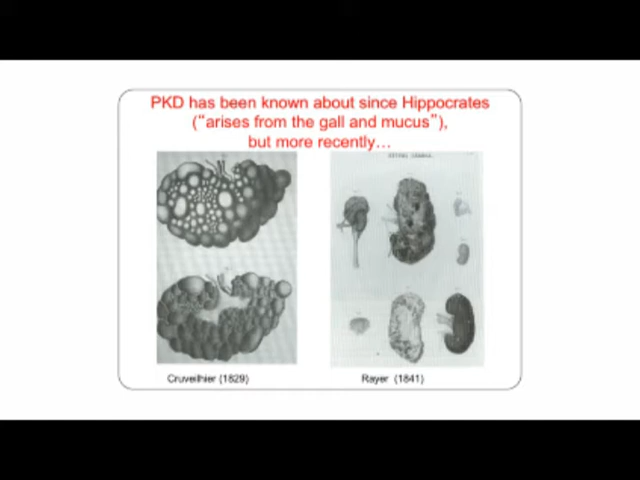 PKD has been known about since Hippocrates
("arises from the gall and mucus"),
but more recently…
Cruveilhier (1829)
Rayer (1841)